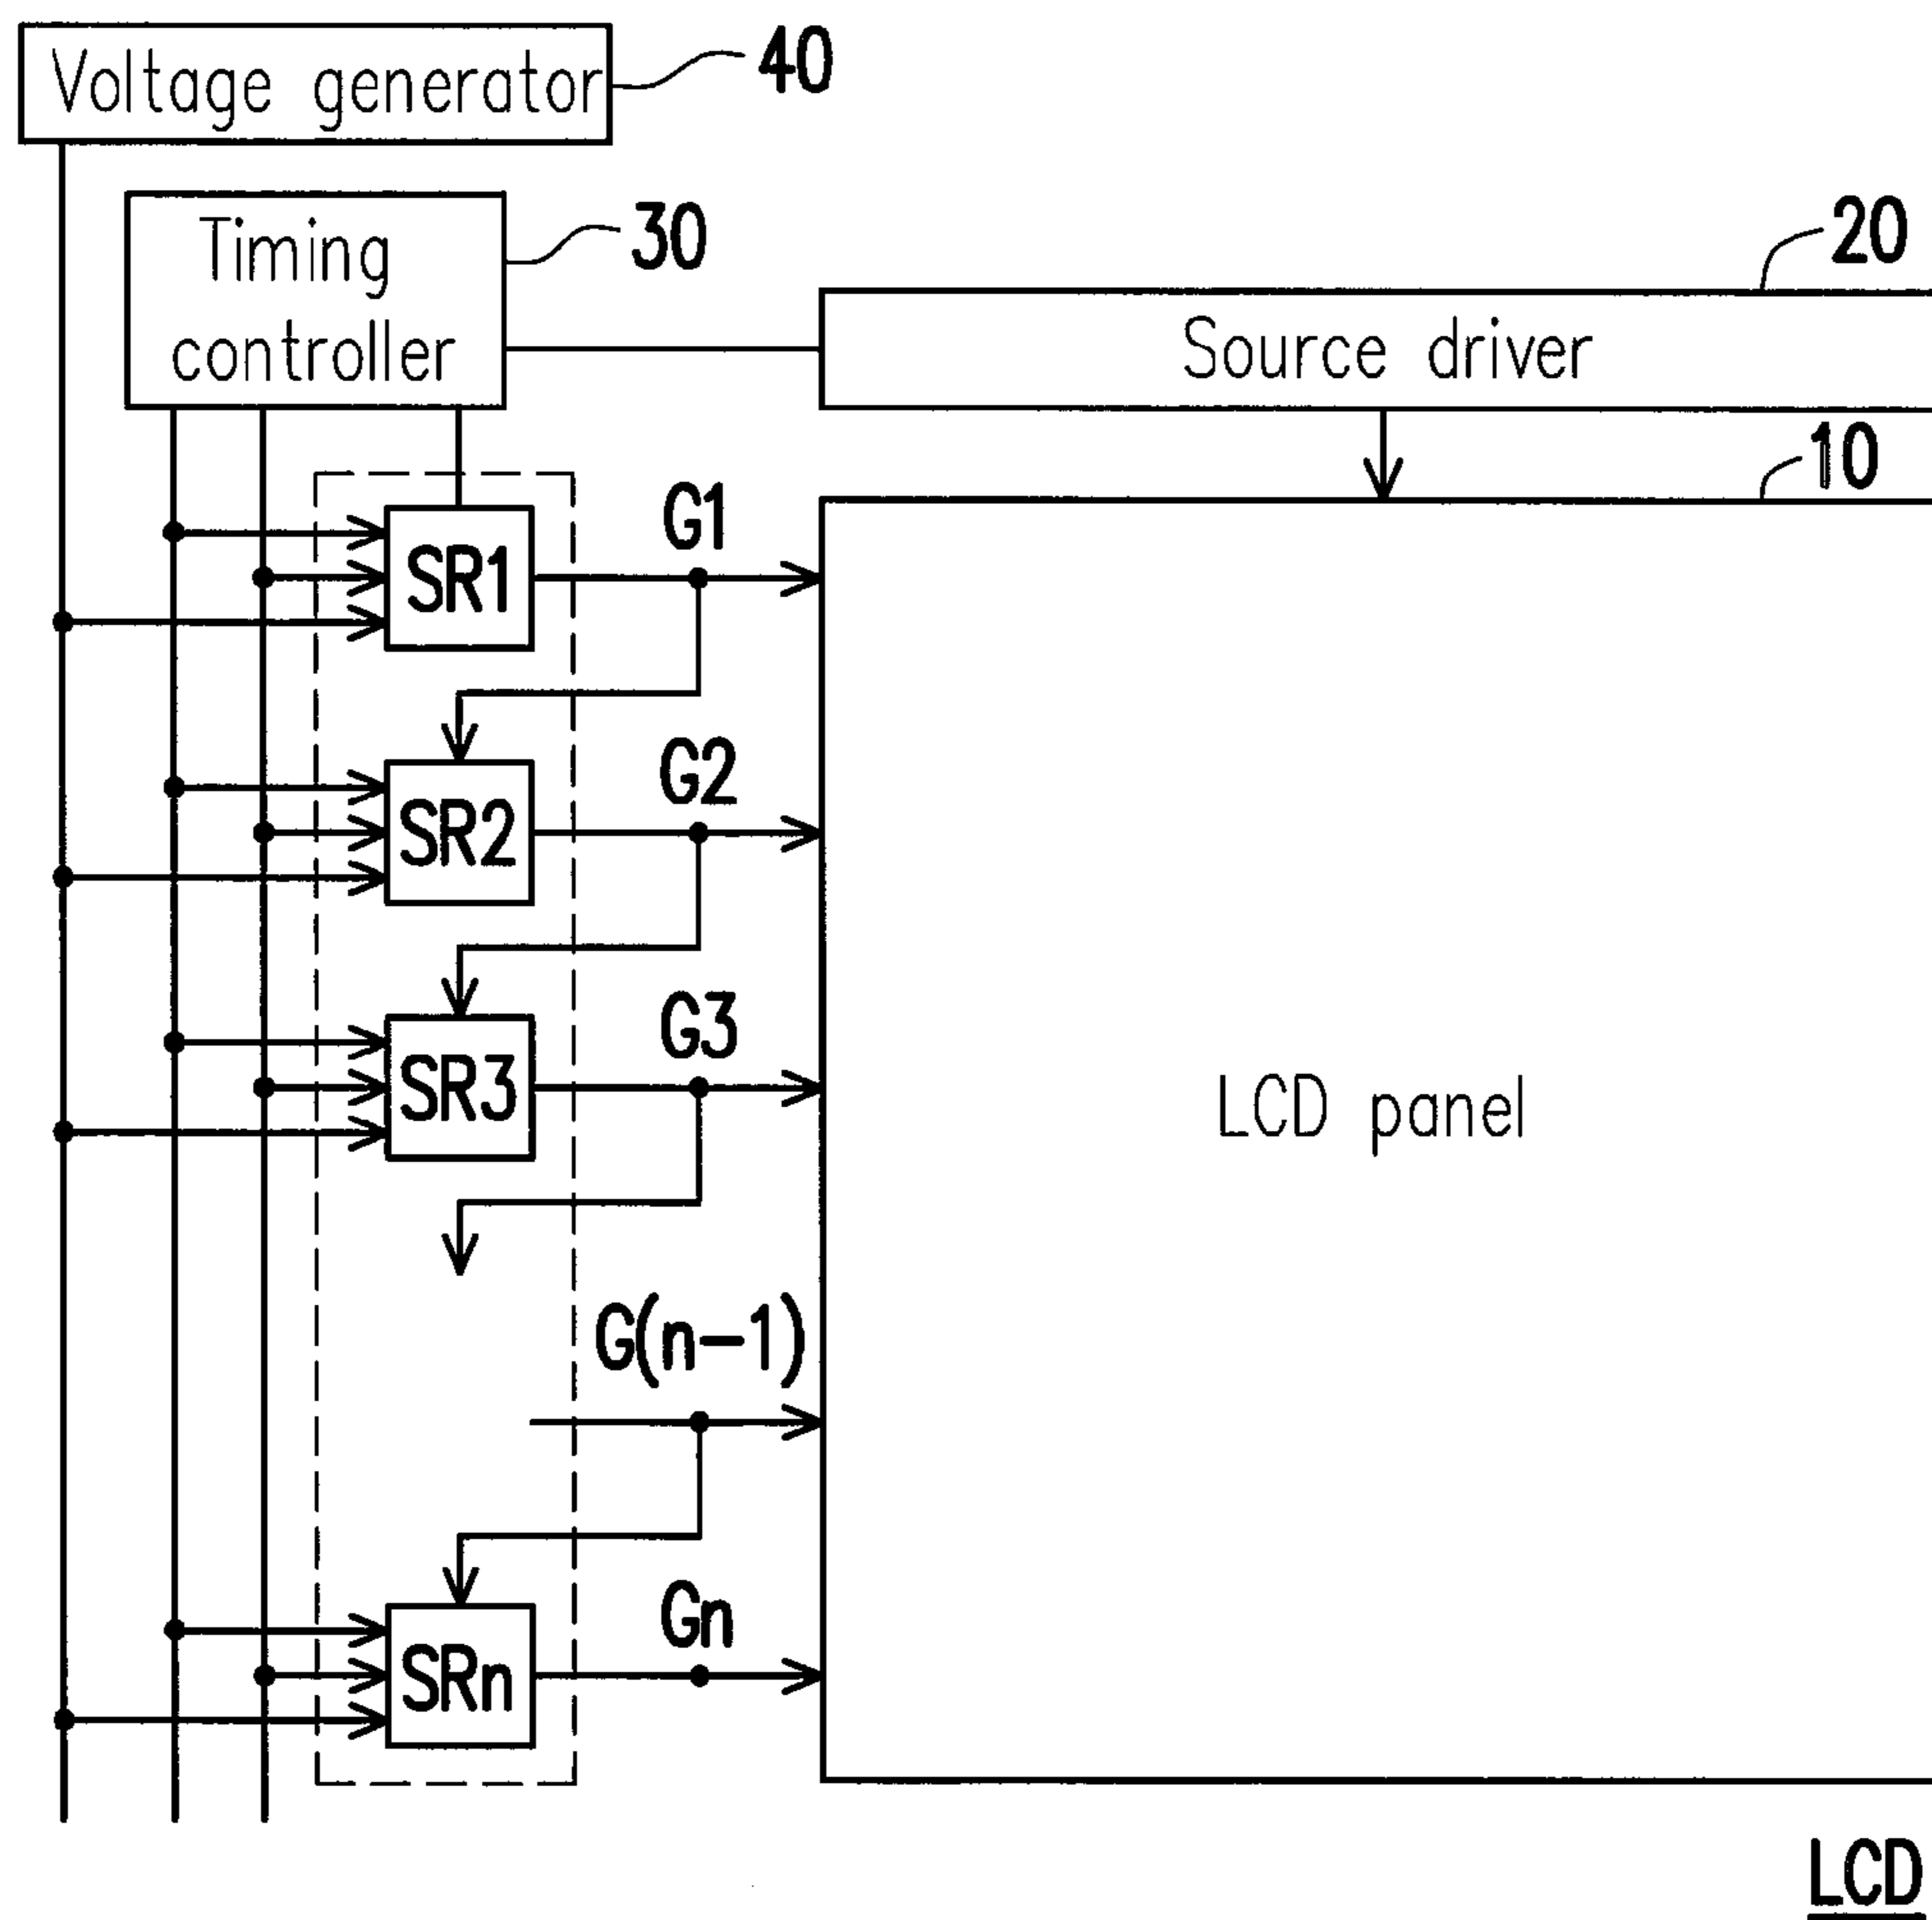 Voltage generator
40
Timing
controller
30
20
Source driver
10
G1
SR1
G2
SR2
G3
SR3
LCD panel
G(n-1)
Gn
SRn
LCD